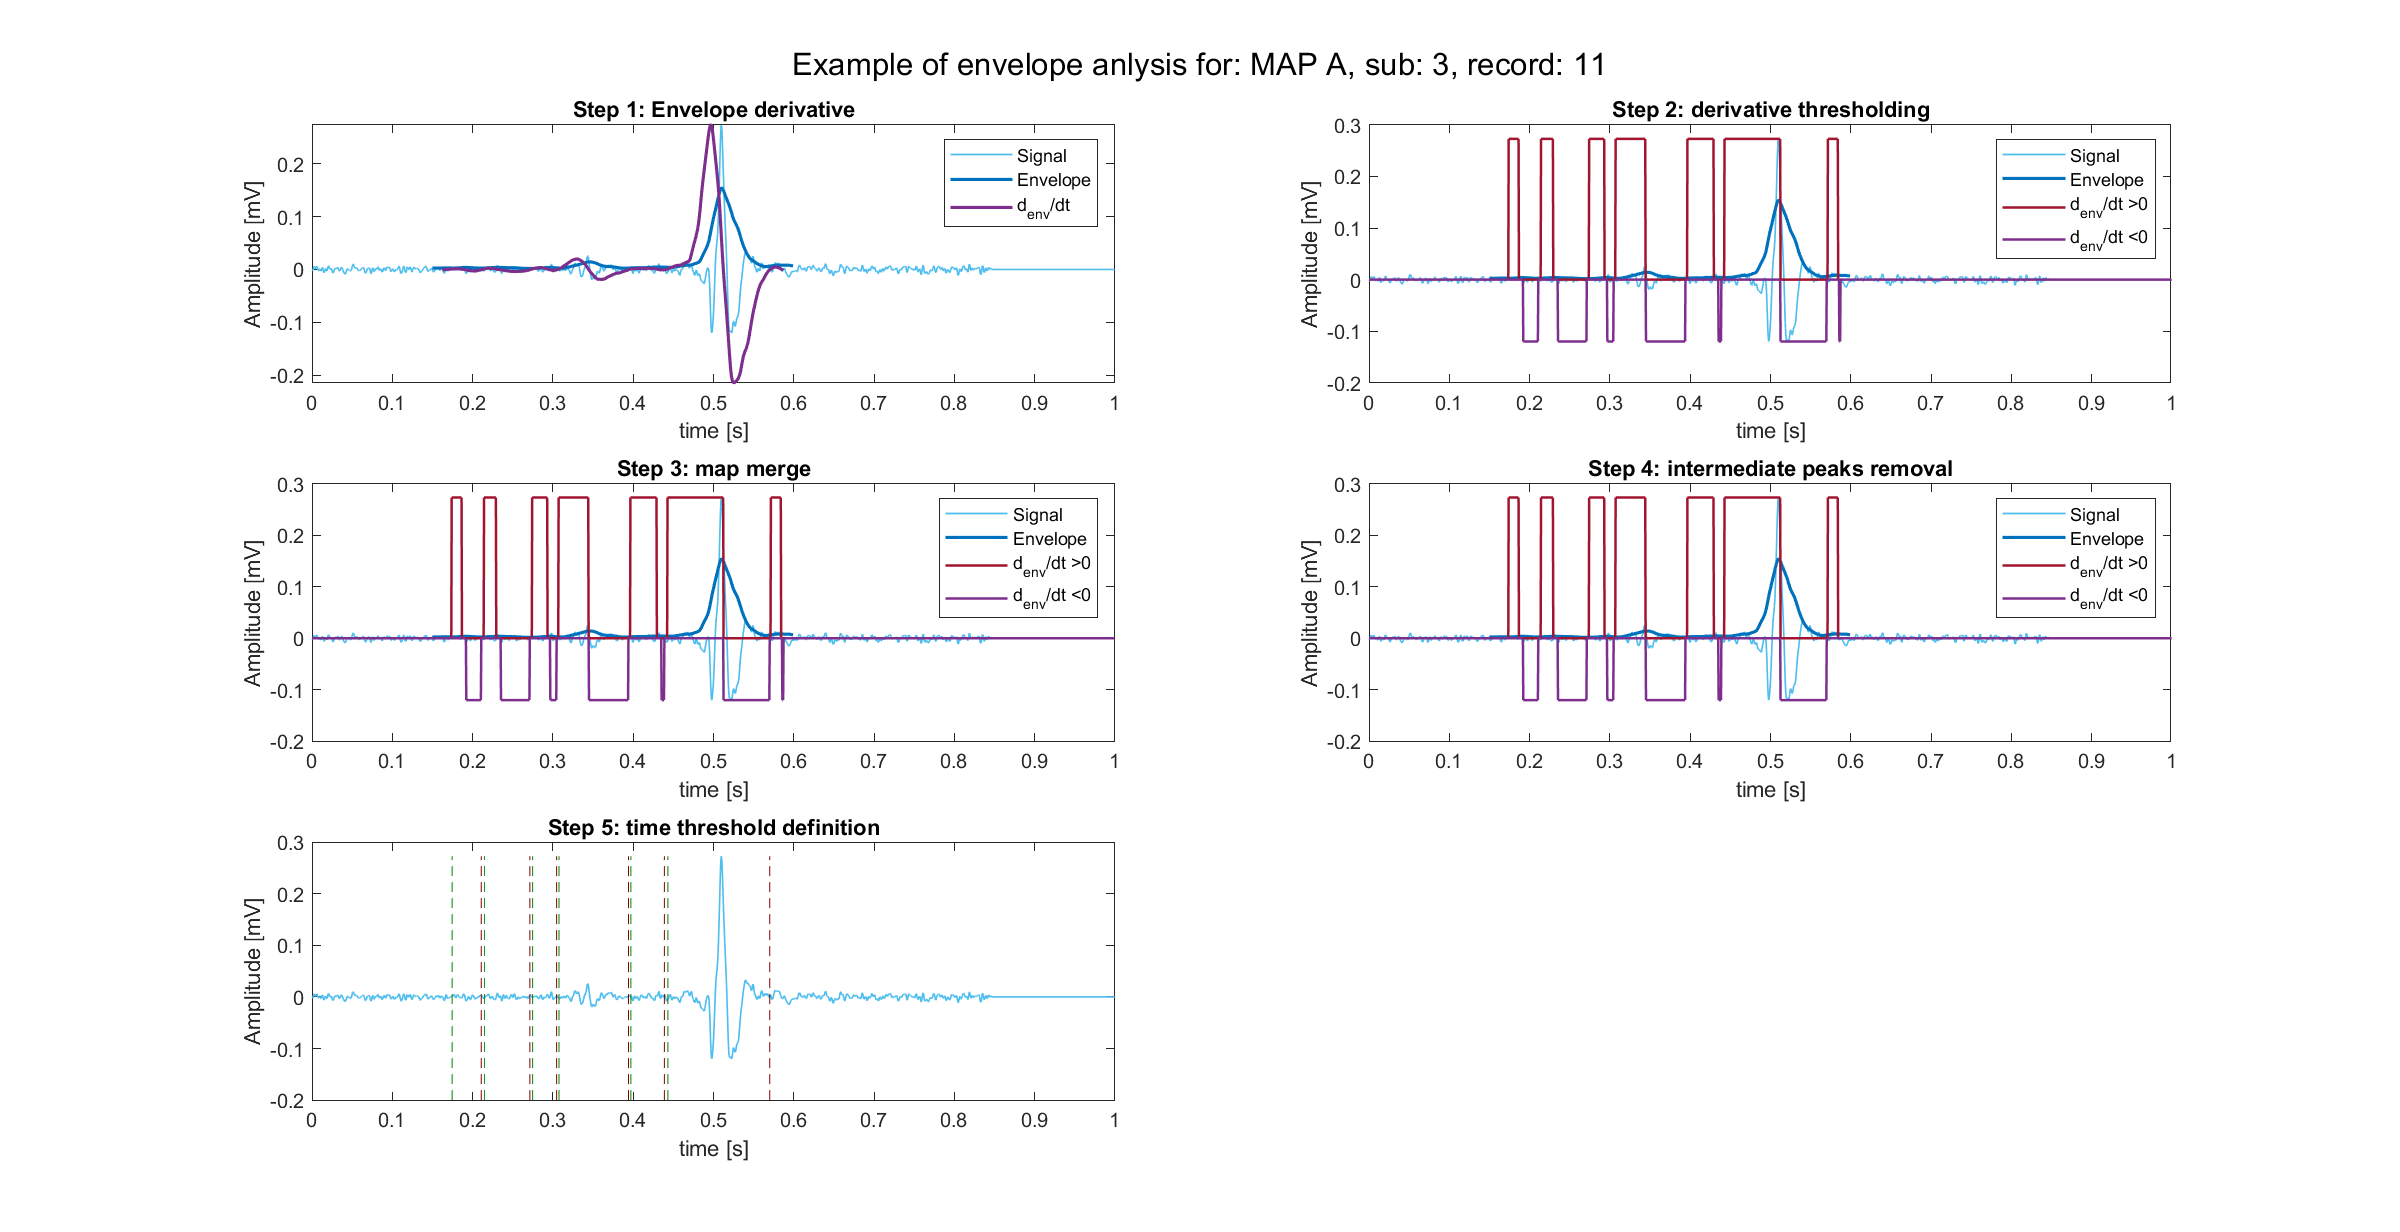 Example of envelope anlysis for: MAP A, sub: 3, record: 11
Step 1: Envelope derivative
Amplitude [mV]
0.2
0.1
0
-0.1
-0.2
Signal
Envelope
d_env/dt
0 0.1 0.2 0.3 0.4 0.5 0.6 0.7 0.8 0.9 1
time [s]
Step 2: derivative thresholding
Amplitude [mV]
0.3
0.2
0.1
0
-0.1
-0.2
Signal
Envelope
d_env/dt >0
d_env/dt <0
0 0.1 0.2 0.3 0.4 0.5 0.6 0.7 0.8 0.9 1
time [s]
Step 3: map merge
Amplitude [mV]
0.3
0.2
0.1
0
-0.1
-0.2
Signal
Envelope
d_env/dt >0
d_env/dt <0
0 0.1 0.2 0.3 0.4 0.5 0.6 0.7 0.8 0.9 1
time [s]
Step 4: intermediate peaks removal
Amplitude [mV]
0.3
0.2
0.1
0
-0.1
-0.2
Signal
Envelope
d_env/dt >0
d_env/dt <0
0 0.1 0.2 0.3 0.4 0.5 0.6 0.7 0.8 0.9 1
time [s]
Step 5: time threshold definition
Amplitude [mV]
0.3
0.2
0.1
0
-0.1
-0.2
0 0.1 0.2 0.3 0.4 0.5 0.6 0.7 0.8 0.9 1
time [s]